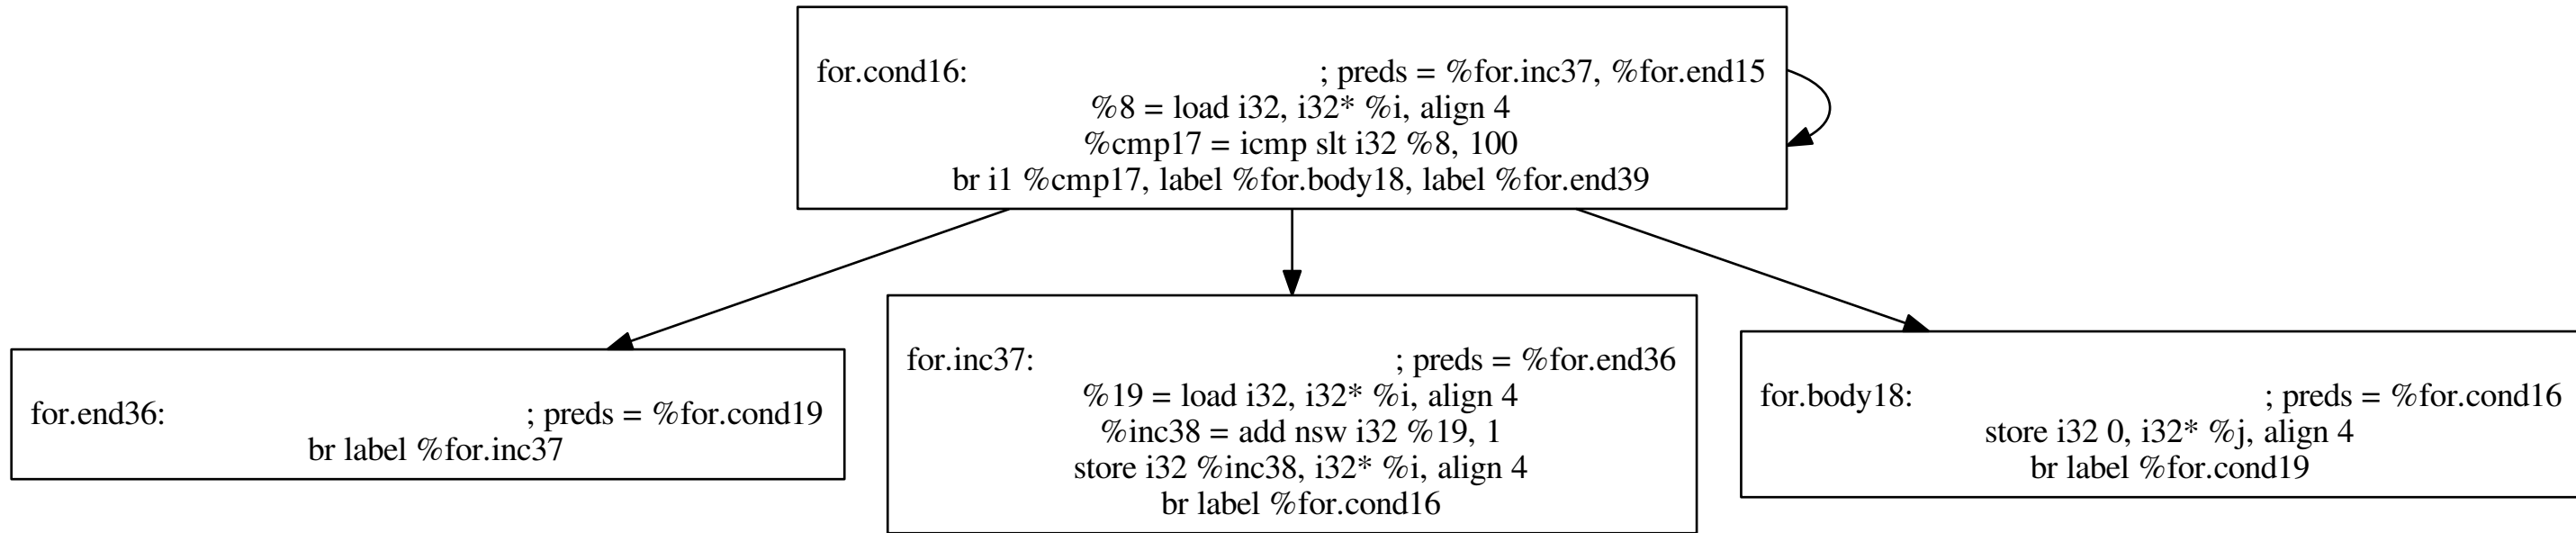 for.cond16: ; preds = %for.inc37, %for.end15
%8 = load i32, i32* %i, align 4
%cmp17 = icmp slt i32 %8, 100
br i1 %cmp17, label %for.body18, label %for.end39
for.end36: ; preds = %for.cond19
br label %for.inc37
for.inc37: ; preds = %for.end36
%19 = load i32, i32* %i, align 4
%inc38 = add nsw i32 %19, 1
store i32 %inc38, i32* %i, align 4
br label %for.cond16
for.body18: ; preds = %for.cond16
store i32 0, i32* %j, align 4
br label %for.cond19